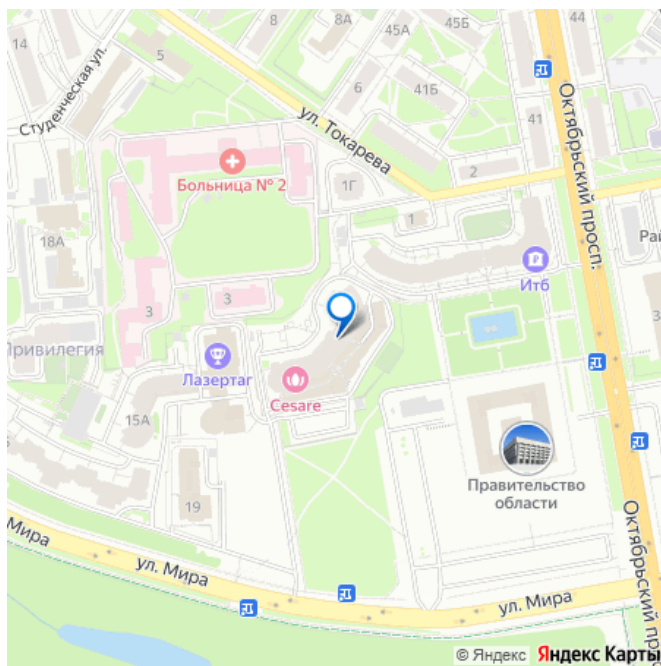 14
Студенческая ул.
5
8
8А
45А
45Б
44
6
41Б
ул. Токарева
41
Октябрьский просп.
Больница № 2
1Г
2
1
18А
3
3
Итб
Привилегия
Лазертаг
Cesare
15А
19
Правительство
области
Мира
ул. Мира
ул. Мира
Октябрьский пр
© Яндекс Яндекс Карты